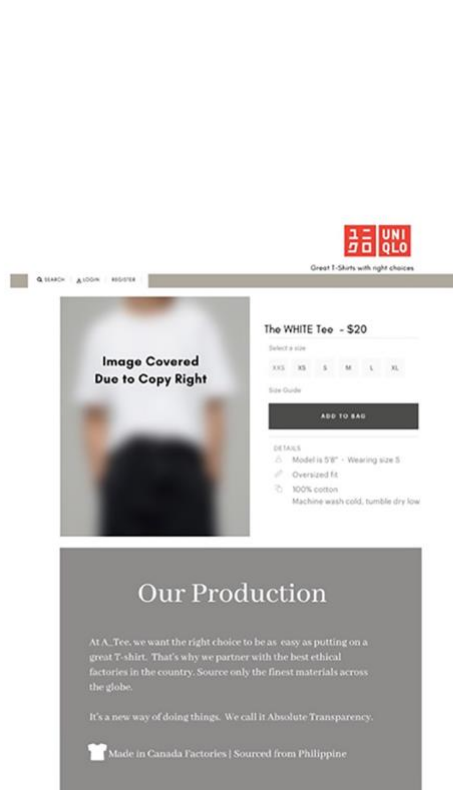 ユニ
クロ
UNI
QLO
Great T-Shirts with right choices
SEARCH LOGIN REGISTER
Image Covered
Due to Copy Right
The WHITE Tee - $20
Select a size
XXS XS S M L XL
Size Guide
ADD TO BAG
DETAILS
Model is 5'8" - Wearing size S
Oversized fit
100% cotton
Machine wash cold, tumble dry low
Our Production
At A_Tee, we want the right choice to be as easy as putting on a
great T-shirt. That's why we partner with the best ethical
factories in the country. Source only the finest materials across
the globe.
It's a new way of doing things. We call it Absolute Transparency.
Made in Canada Factories | Sourced from Philippine